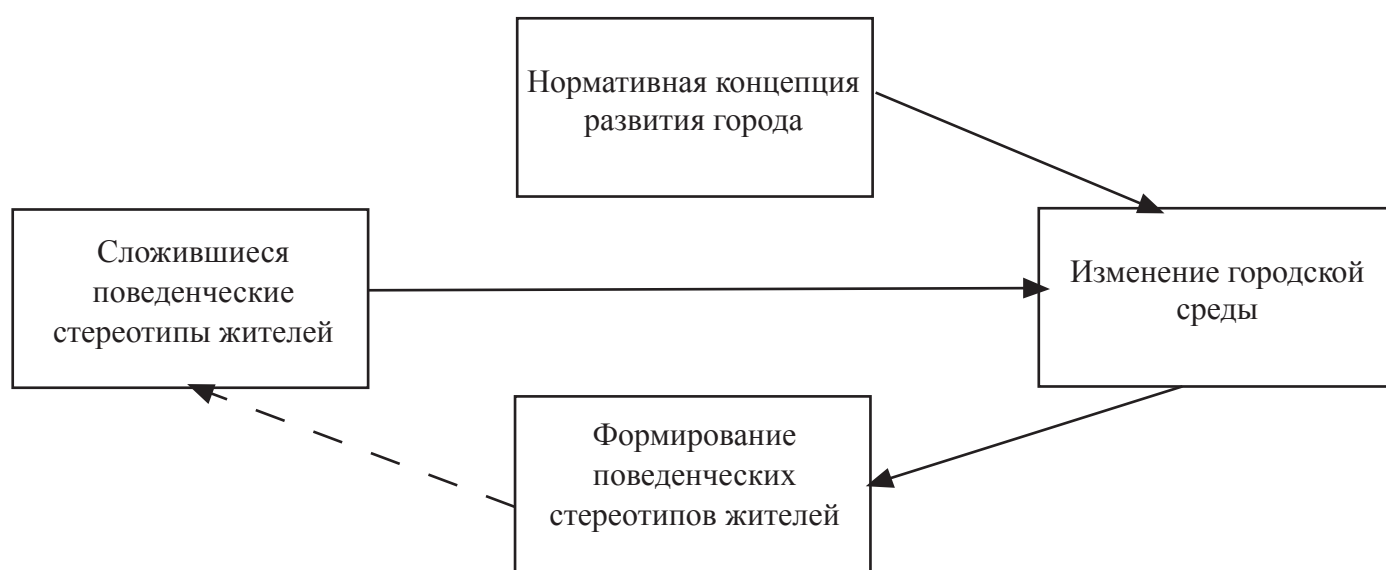 Нормативная концепция
развития города
Сложившиеся
поведенческие
стереотипы жителей
Изменение городской
среды
Формирование
поведенческих
стереотипов жителей